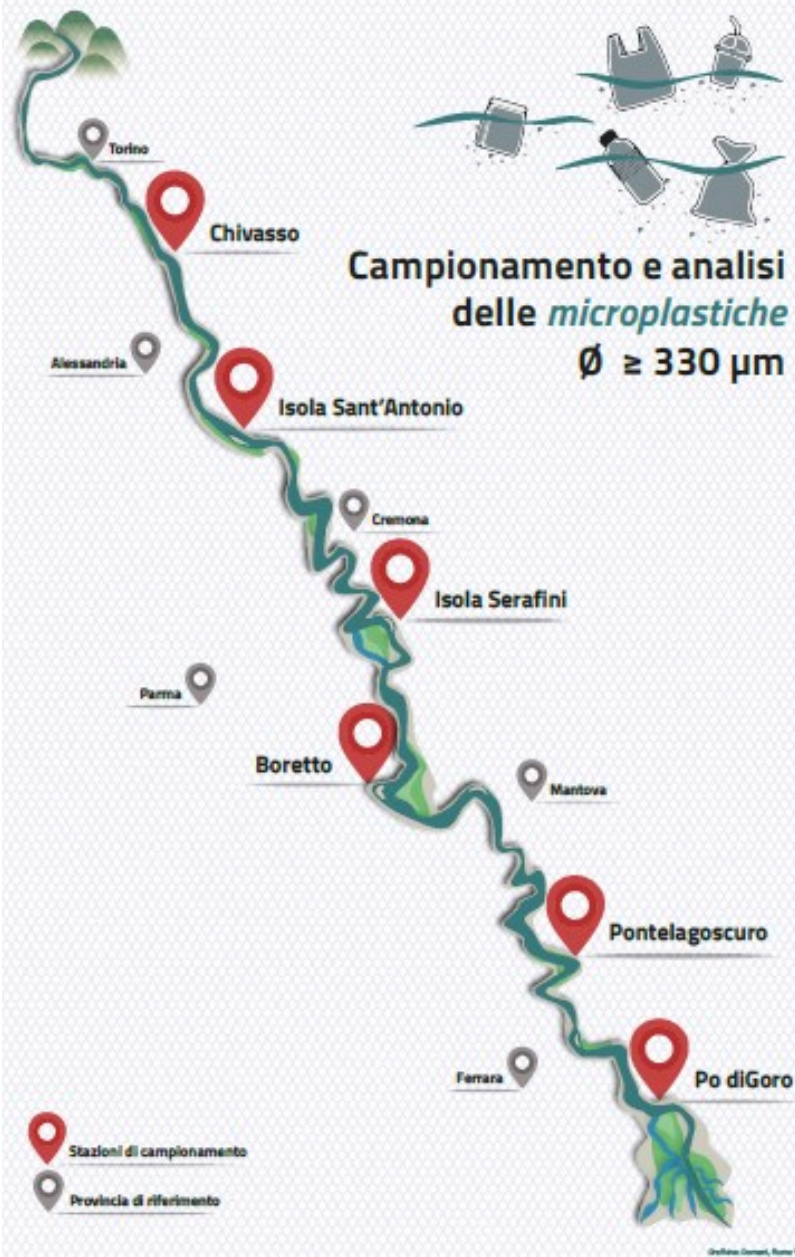 Torino
Chivasso
Campionamento e analisi
delle microplastiche
Ø ≥ 330 µm
Alessandria
Isola Sant'Antonio
Cremona
Isola Serafini
Parma
Boretto
Mantova
Pontelagoscuro
Ferrara
Po diGoro
Stazioni di campionamento
Provincia di riferimento